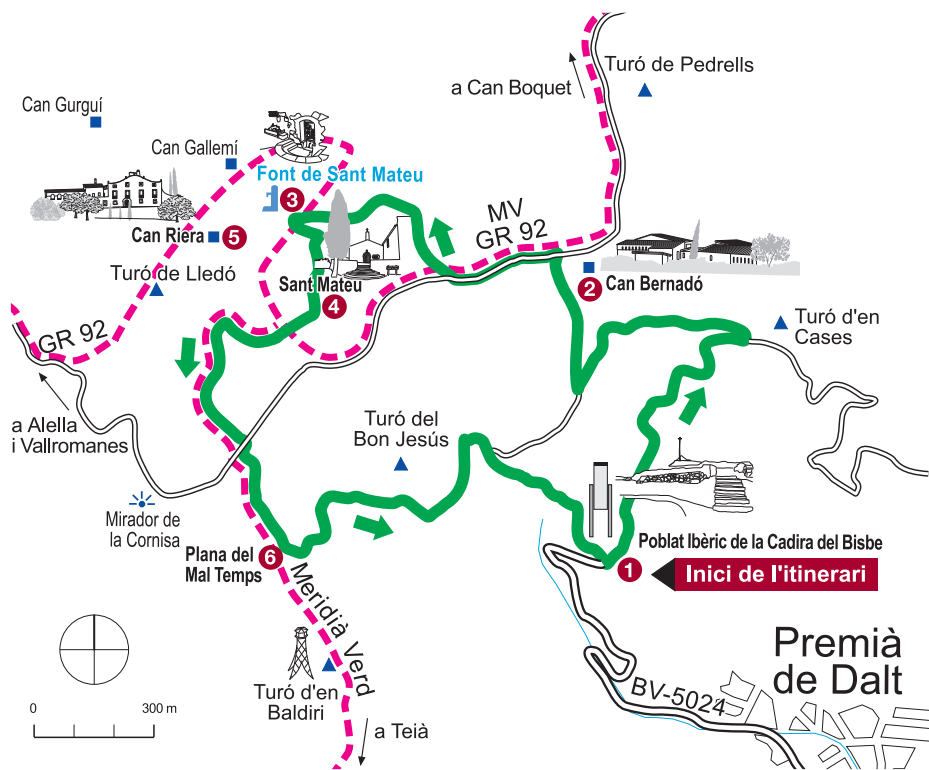 Turó de Pedrells
a Can Boquet
Can Gurguí
Can Gallemí
Font de Sant Mateu
3
MV
GR 92
Can Riera
5
2
Can Bernadó
Turó de Lledó
Sant Mateu
4
Turó d'en
Cases
GR 92
a Alella
i Vallromanes
Turó del
Bon Jesús
Mirador de
la Cornisa
Plana del
Mal Temps
6
Poblat Ibèric de la Cadira del Bisbe
1
Inici de l'itinerari
Meridià Verd
Premià
de Dalt
BV-5024
Turó d'en
Baldiri
0
300 m
a Teià